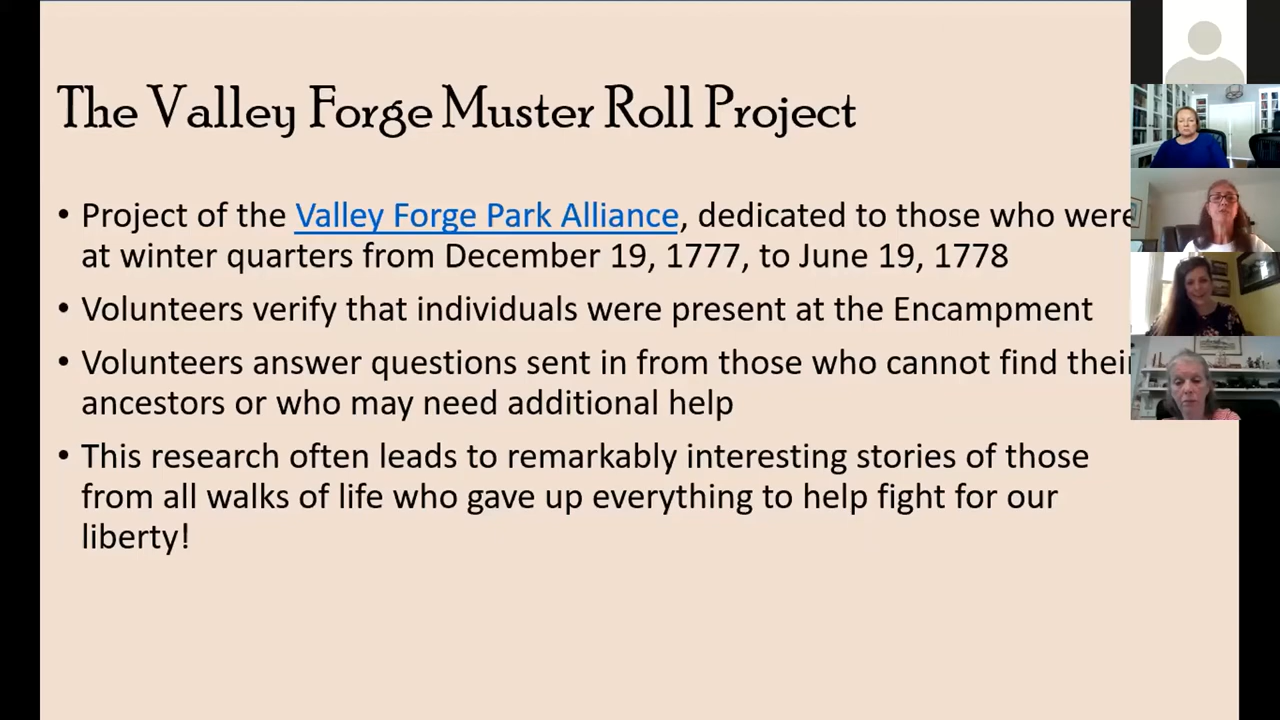 The Valley Forge Muster Roll Project
• Project of the Valley Forge Park Alliance, dedicated to those who were
at winter quarters from December 19, 1777, to June 19, 1778
• Volunteers verify that individuals were present at the Encampment
• Volunteers answer questions sent in from those who cannot find their
ancestors or who may need additional help
• This research often leads to remarkably interesting stories of those
from all walks of life who gave up everything to help fight for our
liberty!